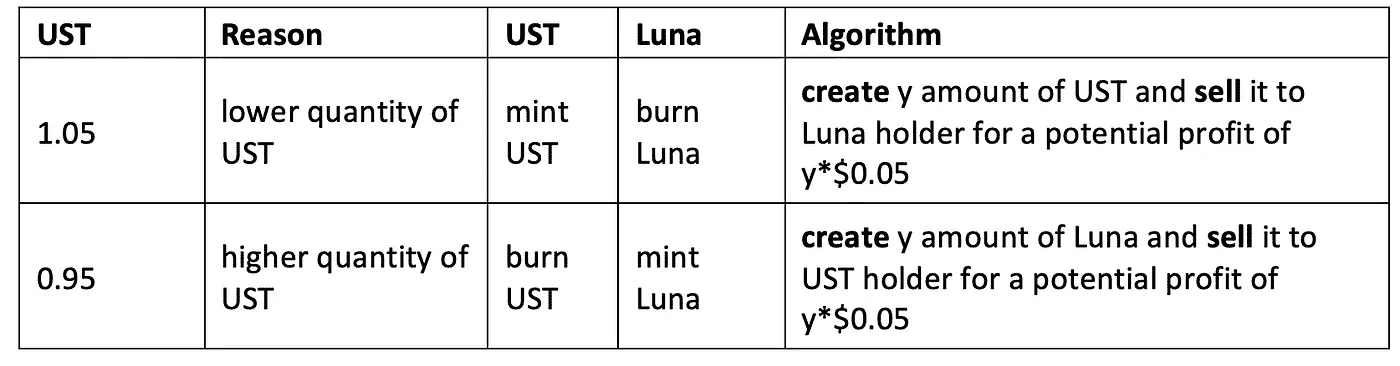 UST Reason UST Luna Algorithm
1.05
lower quantity of
UST
mint
UST
burn
Luna
create y amount of UST and sell it to
Luna holder for a potential profit of
y*$0.05
0.95
higher quantity of
UST
burn
UST
mint
Luna
create y amount of Luna and sell it to
UST holder for a potential profit of
y*$0.05